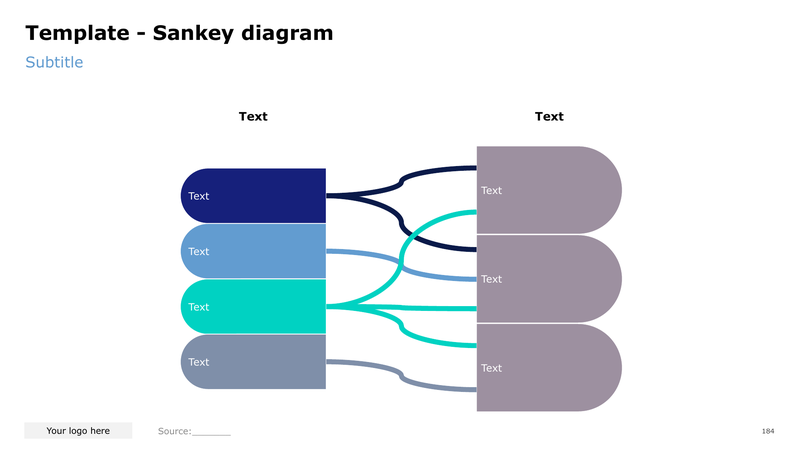 Template - Sankey diagram
Subtitle
Text
Text
Text
Text
Text
Text
Text
Text
Text
Your logo here
Source:_______
184